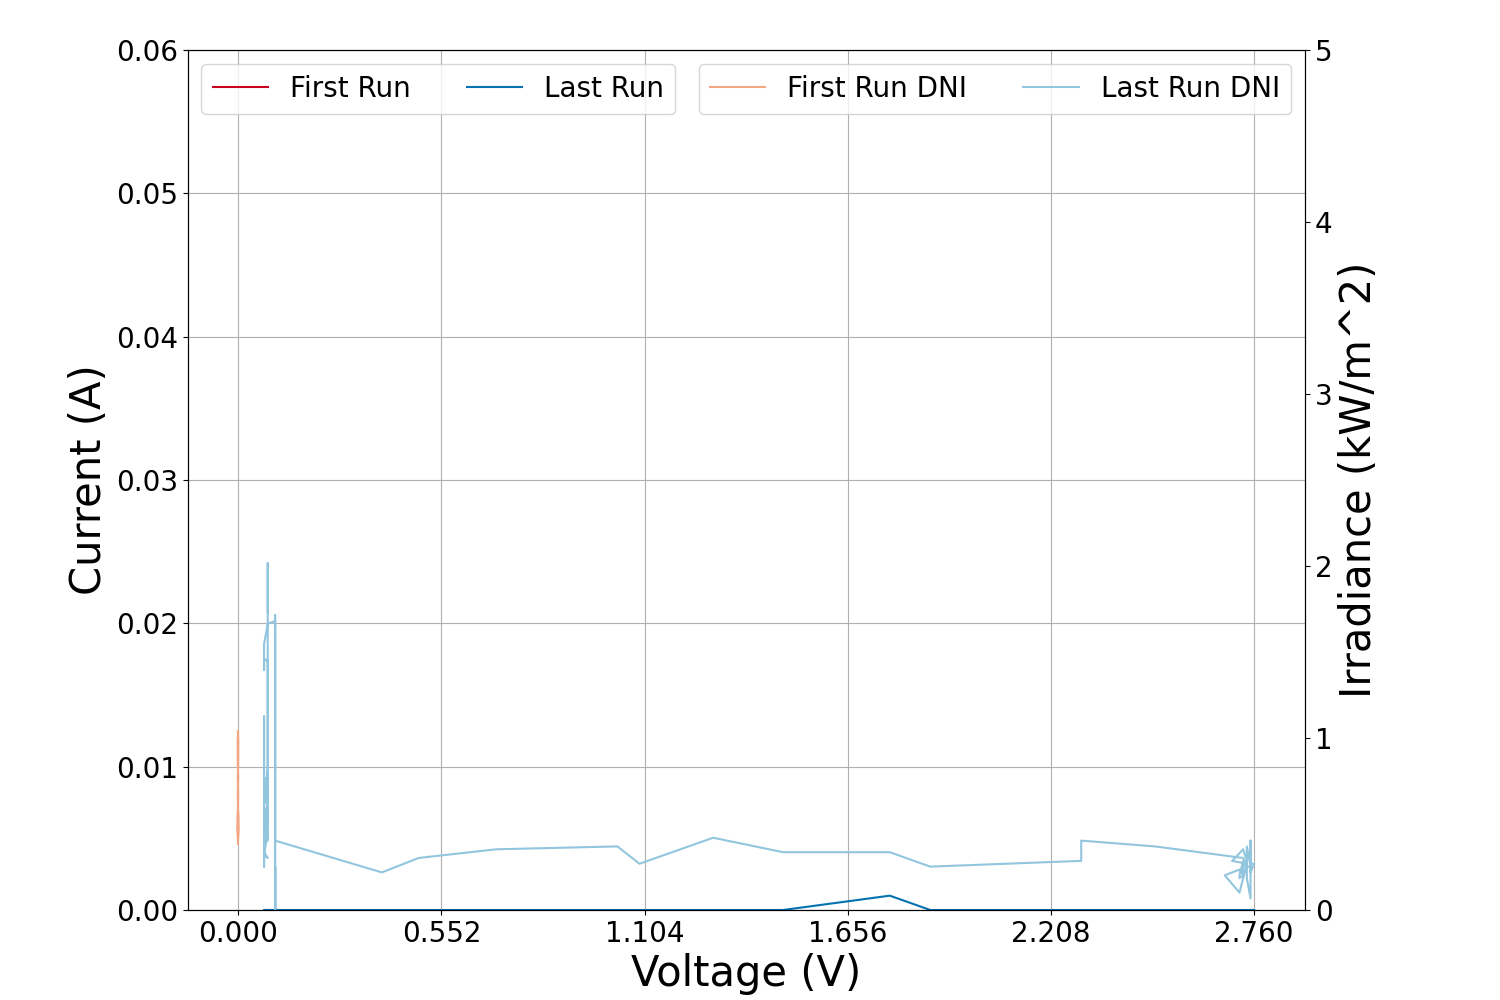 First Run
Last Run
First Run DNI
Last Run DNI
0.06
0.05
0.04
0.03
0.02
0.01
0.00
Current (A)
0.000
0.552
1.104
1.656
2.208
2.760
Voltage (V)
5
4
3
2
1
0
Irradiance (kW/m^2)